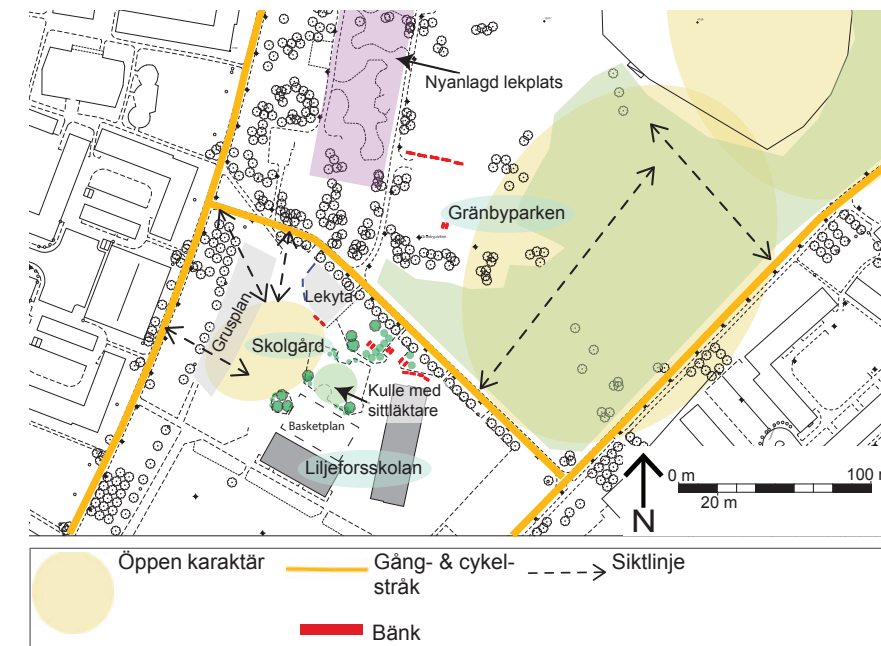 Nyanlagd lekplats
Gränbyparken
Lekyta
Grusplan
Skolgård
Kulle med
sittläktare
Basketplan
Liljeforsskolan
0 m
100 m
20 m
N
Öppen karaktär
Gång- & cykel-
stråk
Siktlinje
Bänk